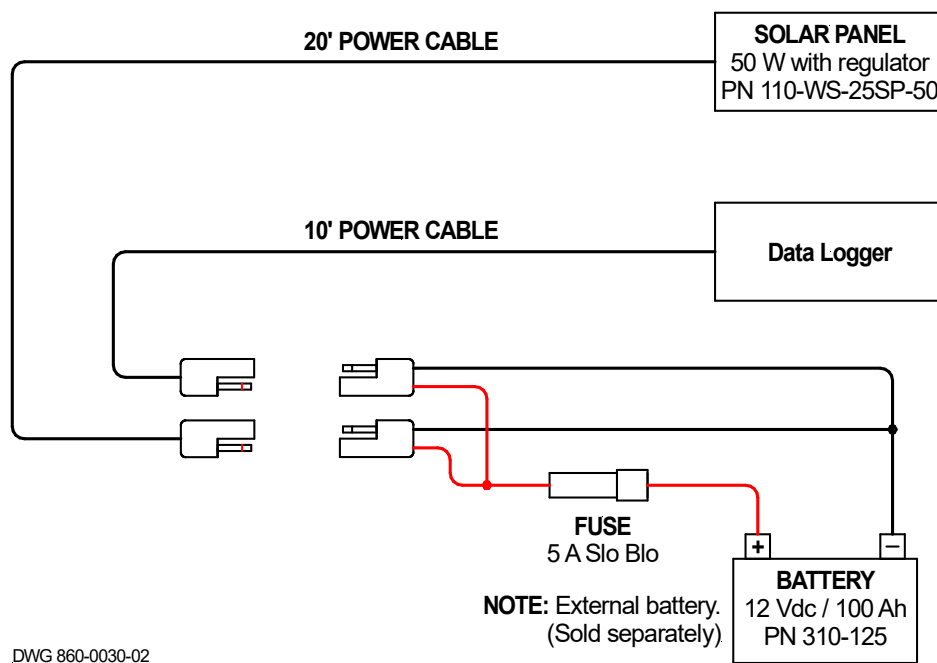 20' POWER CABLE
SOLAR PANEL
50 W with regulator
PN 110-WS-25SP-50
10' POWER CABLE
Data Logger
FUSE
5 A Slo Blo
+
−
BATTERY
12 Vdc / 100 Ah
PN 310-125
NOTE: External battery.
(Sold separately)
DWG 860-0030-02